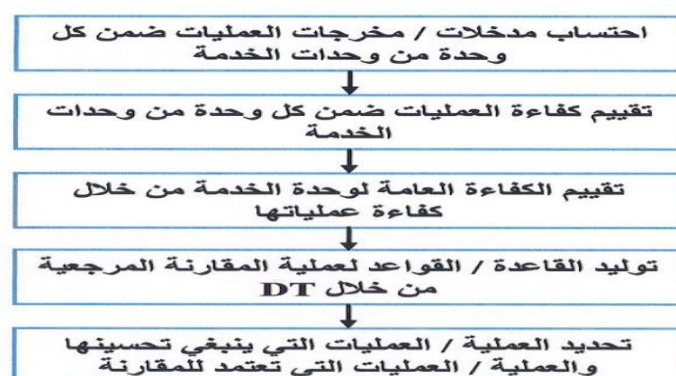 احتساب مدخلات / مخرجات العمليات ضمن كل
وحدة من وحدات الخدمة
تقييم كفاءة العمليات ضمن كل وحدة من وحدات
الخدمة
تقييم الكفاءة العامة لوحدة الخدمة من خلال
كفاءة عملياتها
توليد القاعدة / القواعد لعملية المقارنة المرجعية
من خلال DT
تحديد العملية / العمليات التي ينبغي تحسينها
والعملية / العمليات التي تعتمد للمقارنة